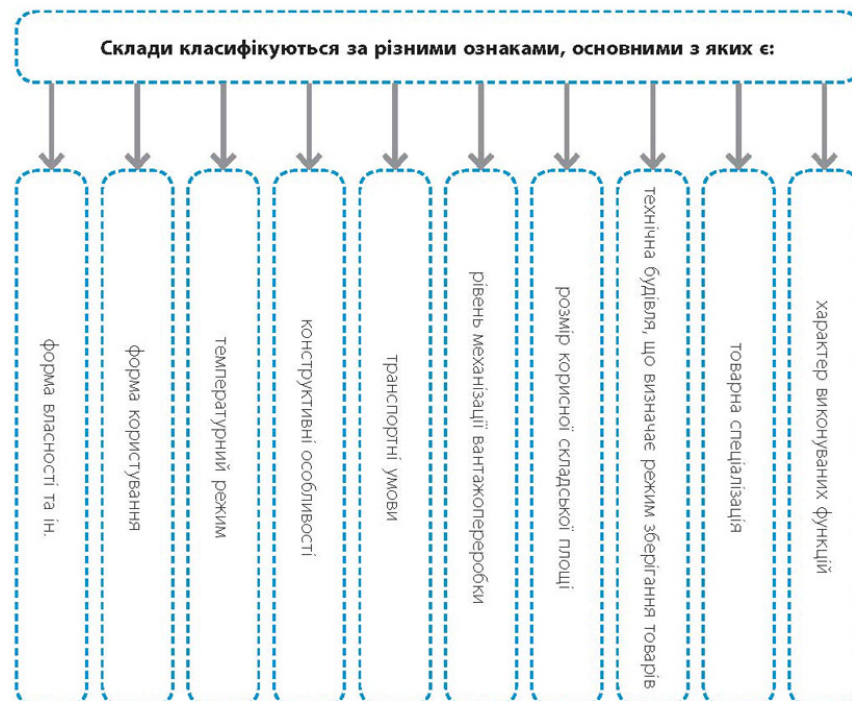 Склади класифікуються за різними ознаками, основними з яких є:
форма власності та ін.
форма користування
температурний режим
конструктивні особливості
транспортні умови
рівень механізації вантажопереробки
розмір корисної складської площі
технічна будівля, що визначає режим зберігання товарів
товарна спеціалізація
характер виконуваних функцій